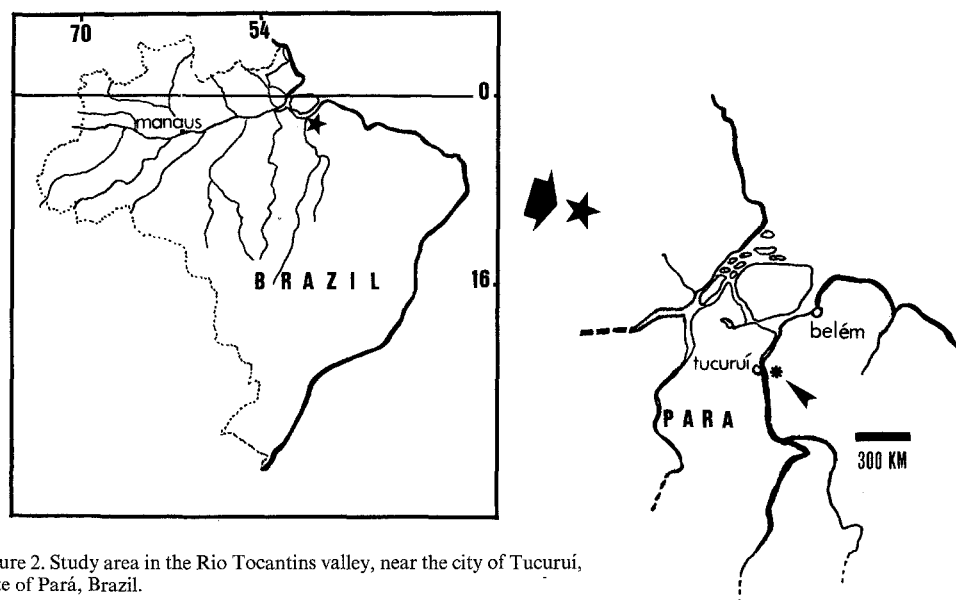 70
54
0
manaus
BRAZIL
16
belém
tucuruí
PARA
300 KM
ure 2. Study area in the Rio Tocantins valley, near the city of Tucuruí,
e of Pará, Brazil.